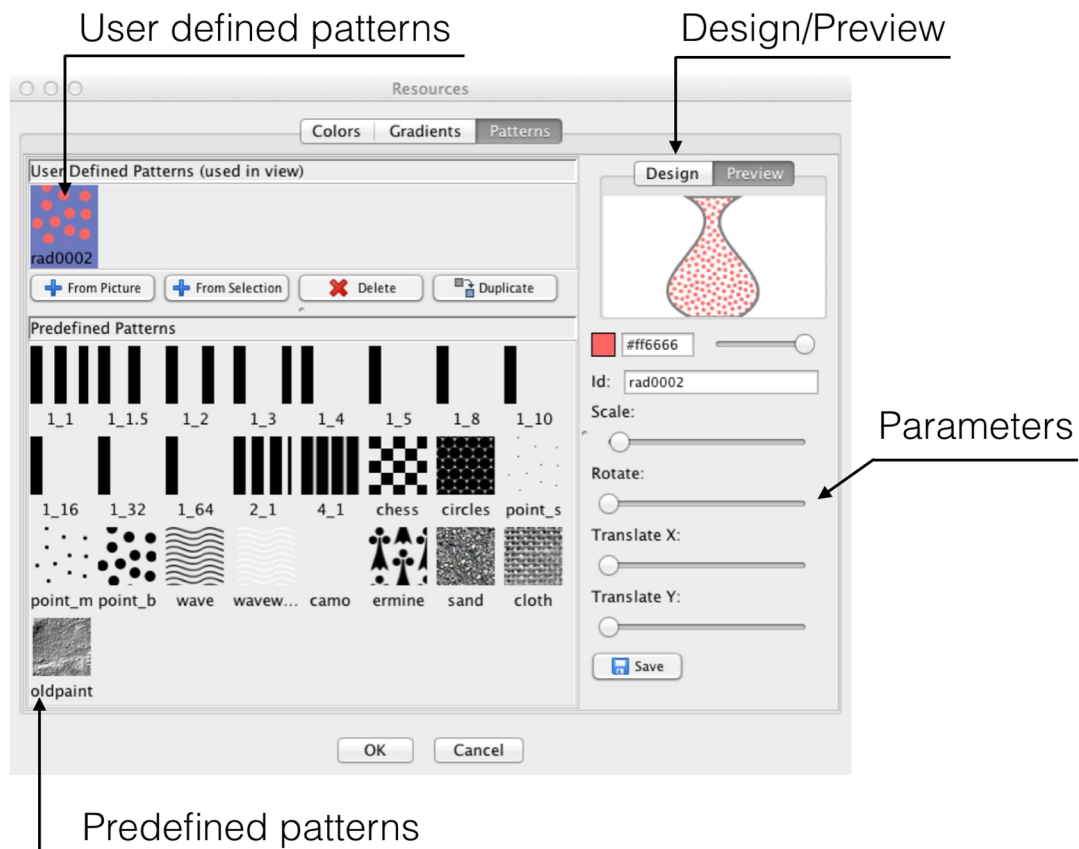 User defined patterns
Design/Preview
Resources
Colors Gradients Patterns
User Defined Patterns (used in view)
rad0002
From Picture From Selection Delete Duplicate
Predefined Patterns
1_1 1_1.5 1_2 1_3 1_4 1_5 1_8 1_10
1_16 1_32 1_64 2_1 4_1 chess circles point_s
point_m point_b wave wavew... camo ermine sand cloth
oldpaint
Design Preview
#ff6666
Id: rad0002
Scale:
Rotate:
Translate X:
Translate Y:
Save
Parameters
OK Cancel
Predefined patterns